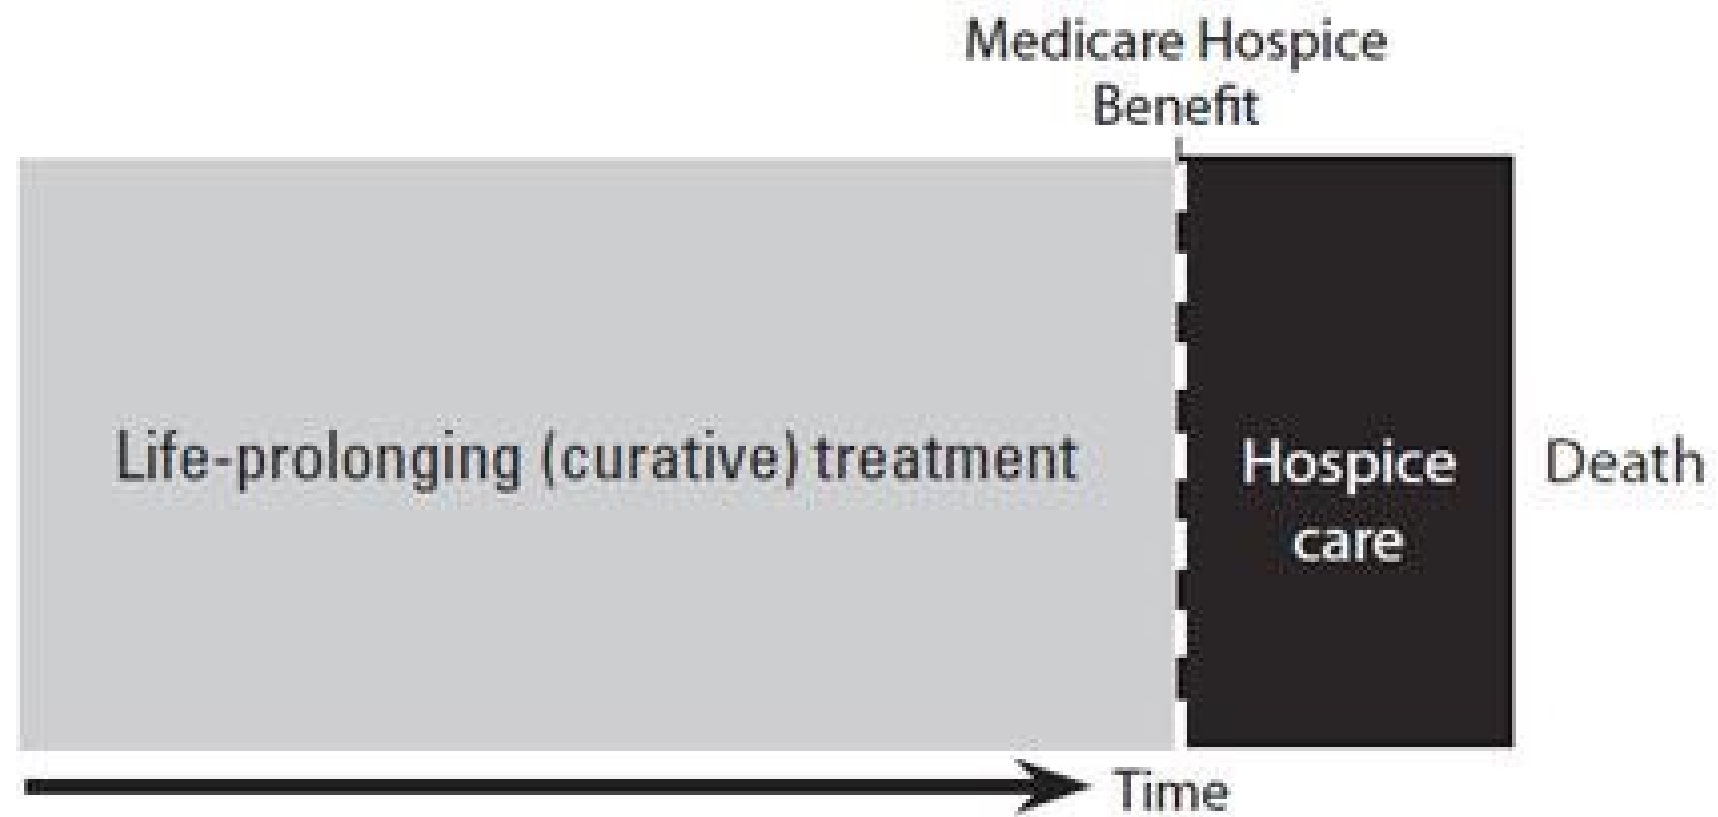 Medicare Hospice
Benefit
Life-prolonging (curative) treatment
Hospice
care
Death
Time